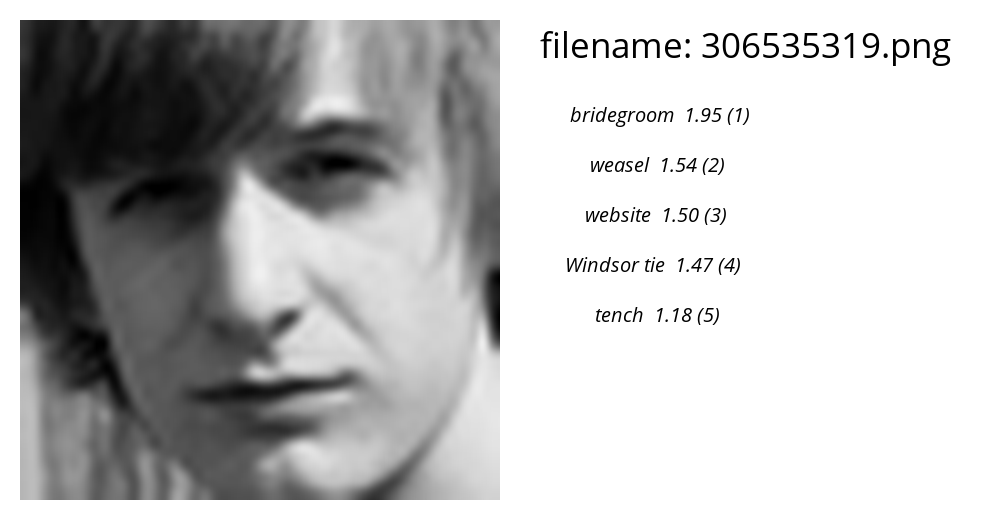 filename: 306535319.png
bridegroom 1.95 (1)
weasel 1.54 (2)
website 1.50 (3)
Windsor tie 1.47 (4)
tench 1.18 (5)